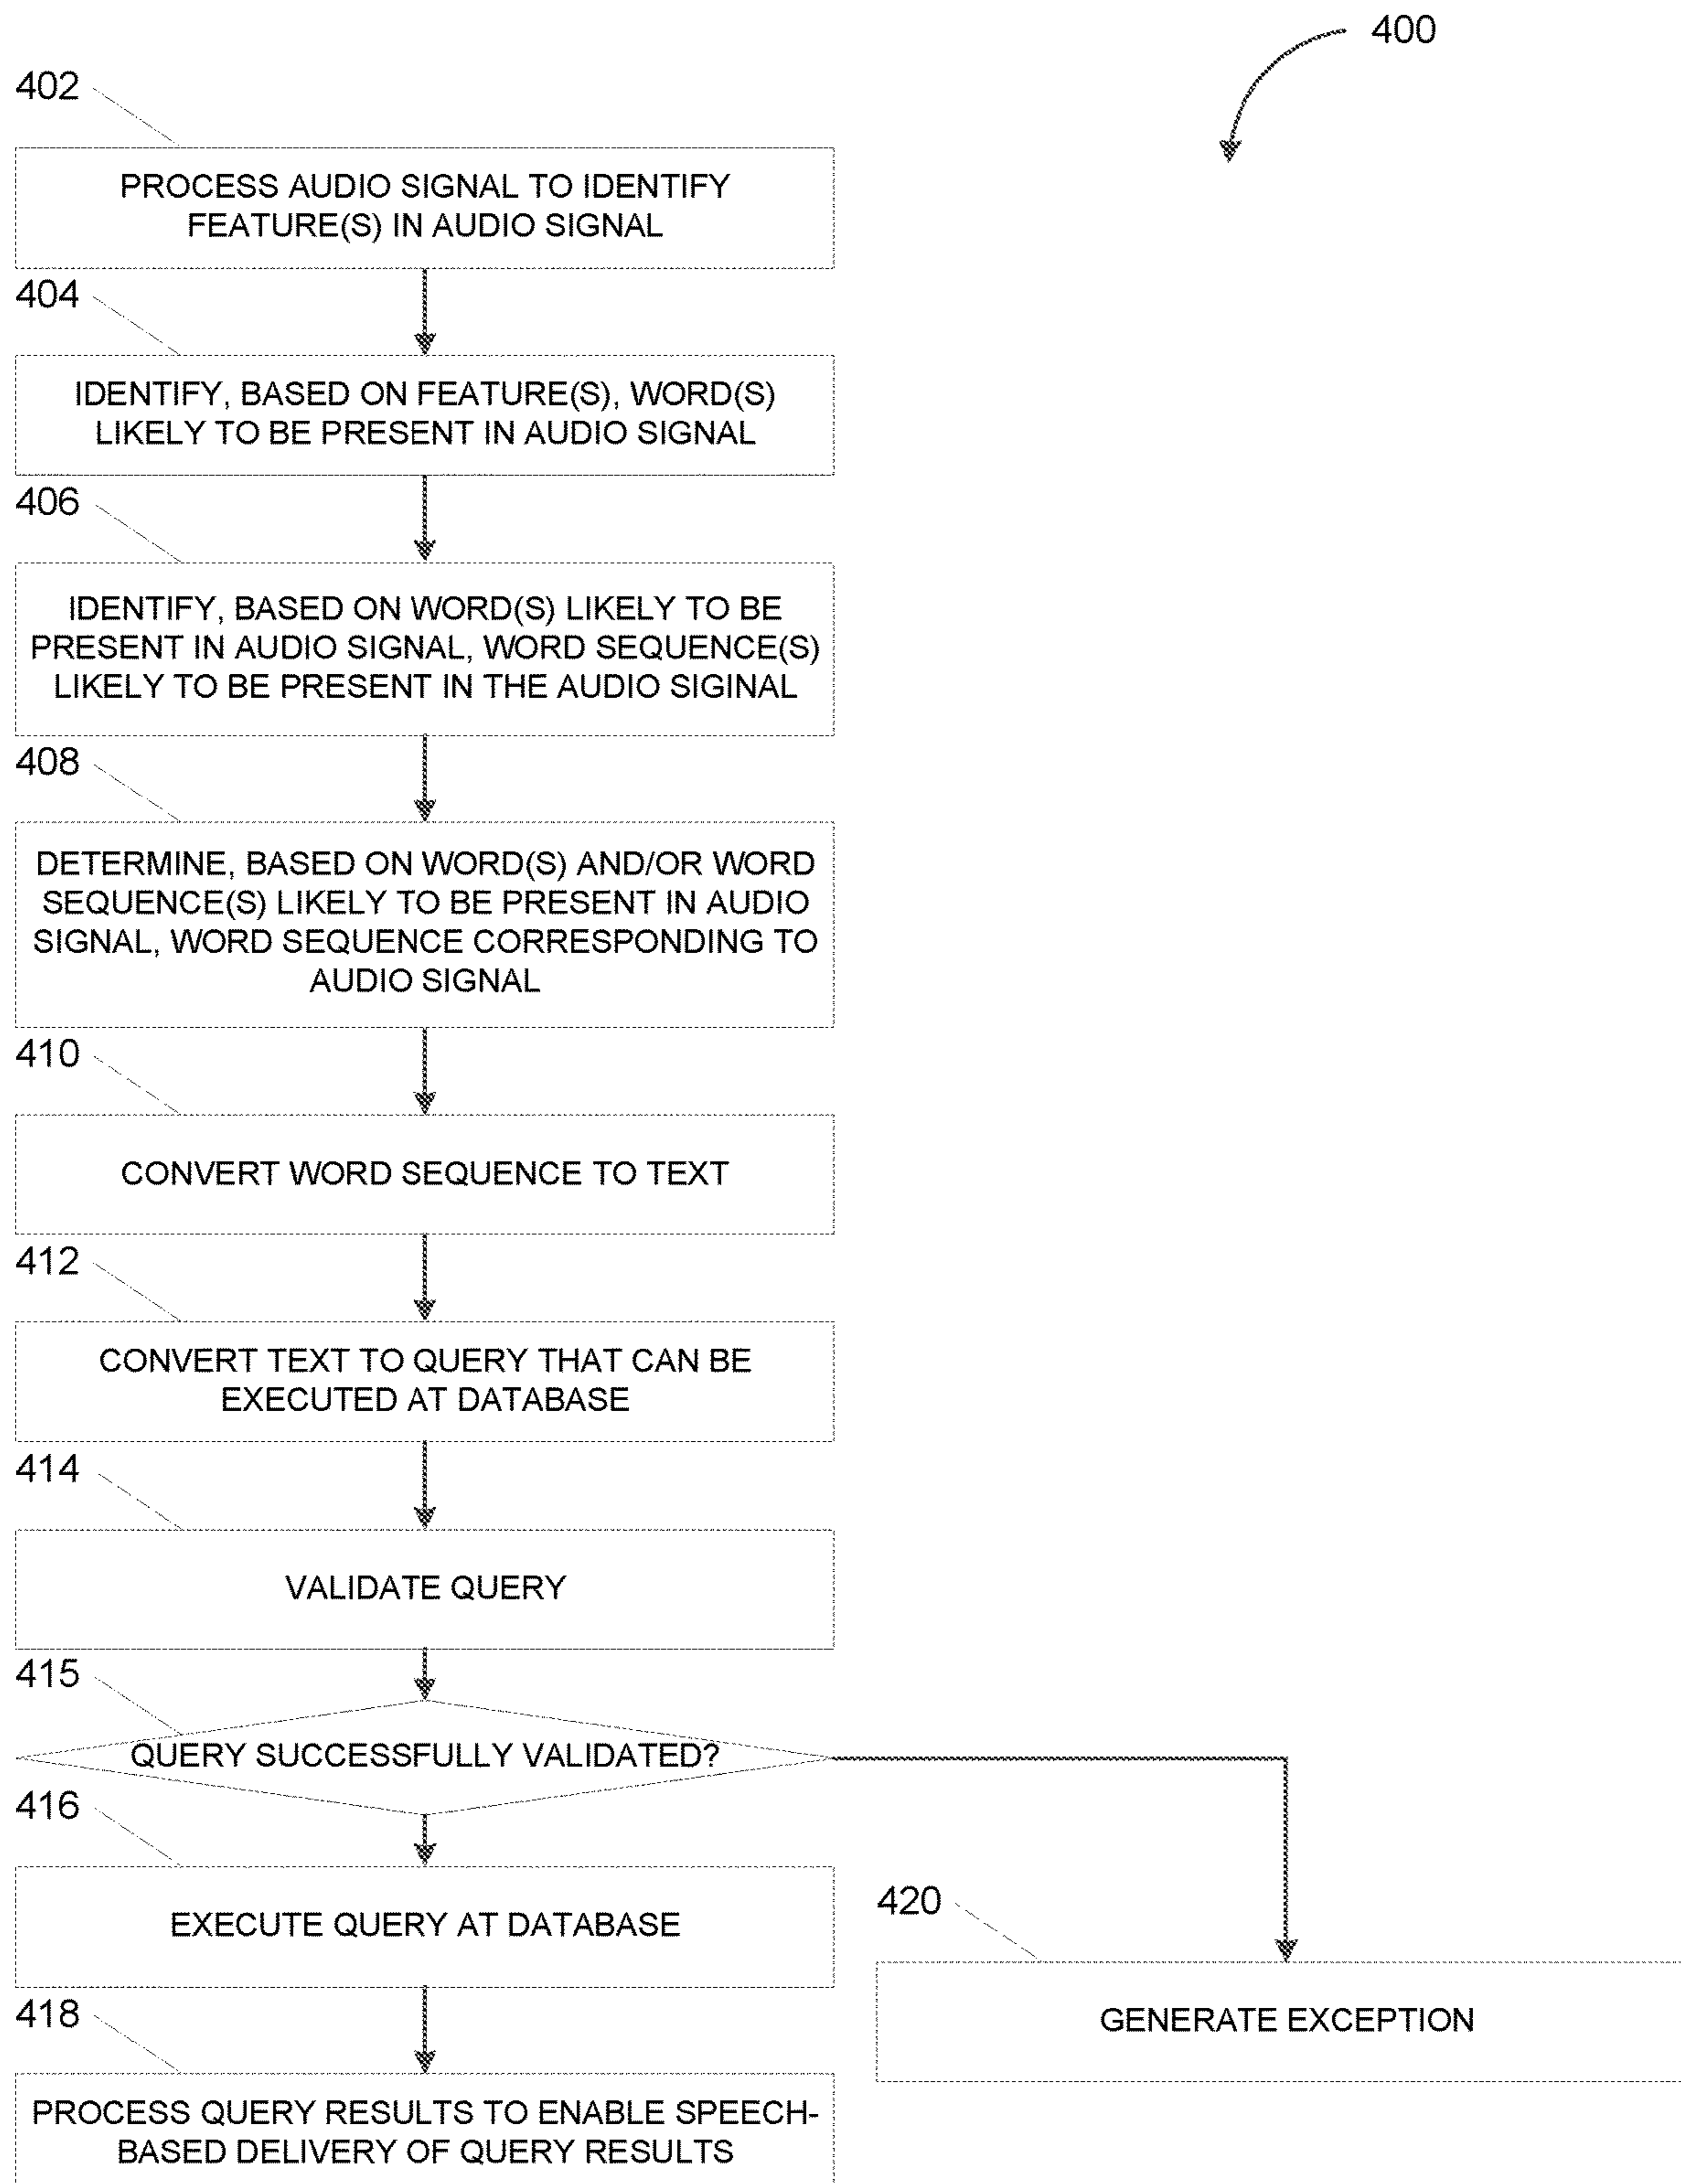 400
402
PROCESS AUDIO SIGNAL TO IDENTIFY
FEATURE(S) IN AUDIO SIGNAL
404
IDENTIFY, BASED ON FEATURE(S), WORD(S)
LIKELY TO BE PRESENT IN AUDIO SIGNAL
406
IDENTIFY, BASED ON WORD(S) LIKELY TO BE
PRESENT IN AUDIO SIGNAL, WORD SEQUENCE(S)
LIKELY TO BE PRESENT IN THE AUDIO SIGINAL
408
DETERMINE, BASED ON WORD(S) AND/OR WORD
SEQUENCE(S) LIKELY TO BE PRESENT IN AUDIO
SIGNAL, WORD SEQUENCE CORRESPONDING TO
AUDIO SIGNAL
410
CONVERT WORD SEQUENCE TO TEXT
412
CONVERT TEXT TO QUERY THAT CAN BE
EXECUTED AT DATABASE
414
VALIDATE QUERY
415
QUERY SUCCESSFULLY VALIDATED?
416
EXECUTE QUERY AT DATABASE
420
GENERATE EXCEPTION
418
PROCESS QUERY RESULTS TO ENABLE SPEECH-
BASED DELIVERY OF QUERY RESULTS